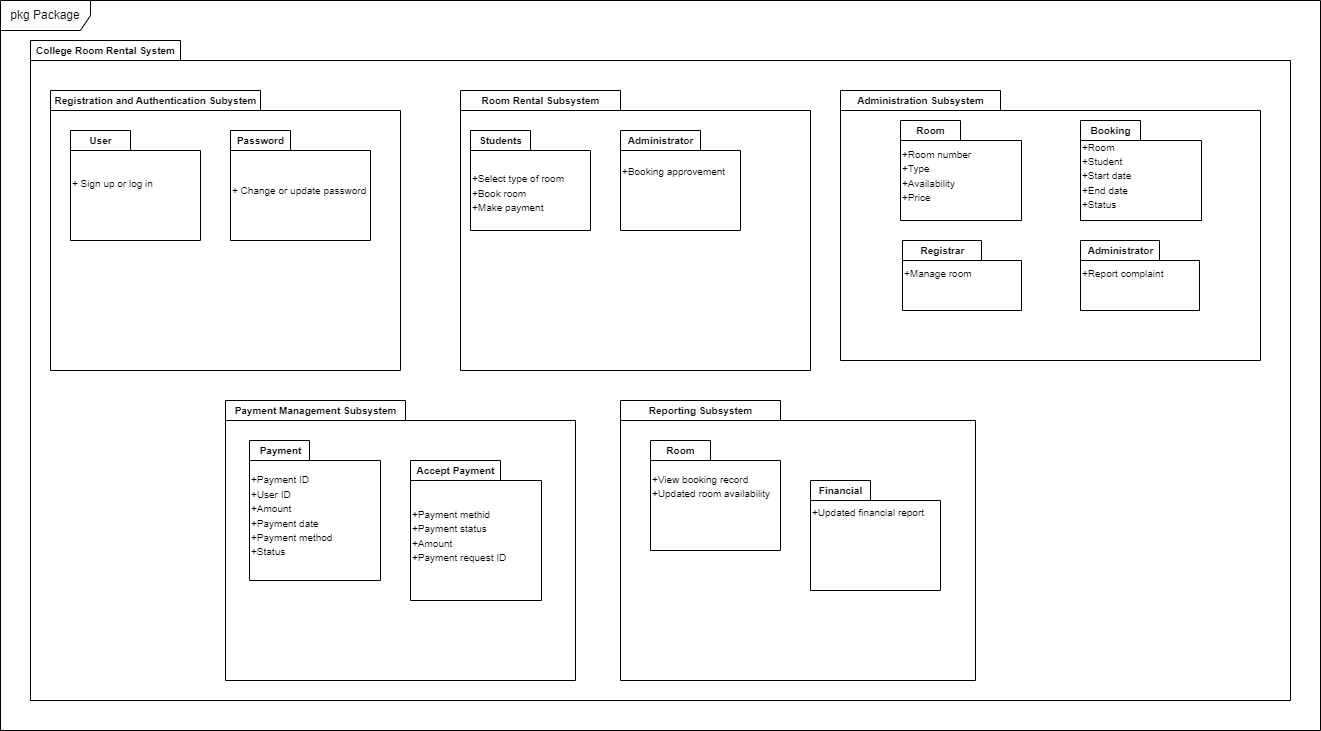 pkg Package
College Room Rental System
Registration and Authentication Subystem
User
+ Sign up or log in
Password
+ Change or update password
Room Rental Subsystem
Students
+Select type of room
+Book room
+Make payment
Administrator
+Booking approvement
Administration Subsystem
Room
+Room number
+Type
+Availability
+Price
Booking
+Room
+Student
+Start date
+End date
+Status
Registrar
+Manage room
Administrator
+Report complaint
Payment Management Subsystem
Payment
+Payment ID
+User ID
+Amount
+Payment date
+Payment method
+Status
Accept Payment
+Payment methid
+Payment status
+Amount
+Payment request ID
Reporting Subsystem
Room
+View booking record
+Updated room availability
Financial
+Updated financial report